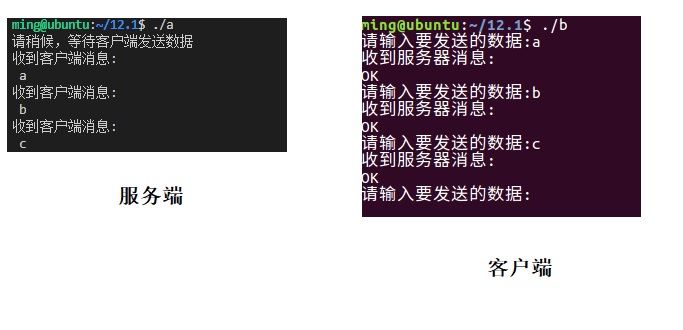 ming@ubuntu:~/12.1$ ./a
请稍候，等待客户端发送数据
收到客户端消息：
a
收到客户端消息：
b
收到客户端消息：
c
服务端
ming@ubuntu:~/12.1$ ./b
请输入要发送的数据:a
收到服务器消息:
OK
请输入要发送的数据:b
收到服务器消息:
OK
请输入要发送的数据:c
收到服务器消息:
OK
请输入要发送的数据:
客户端